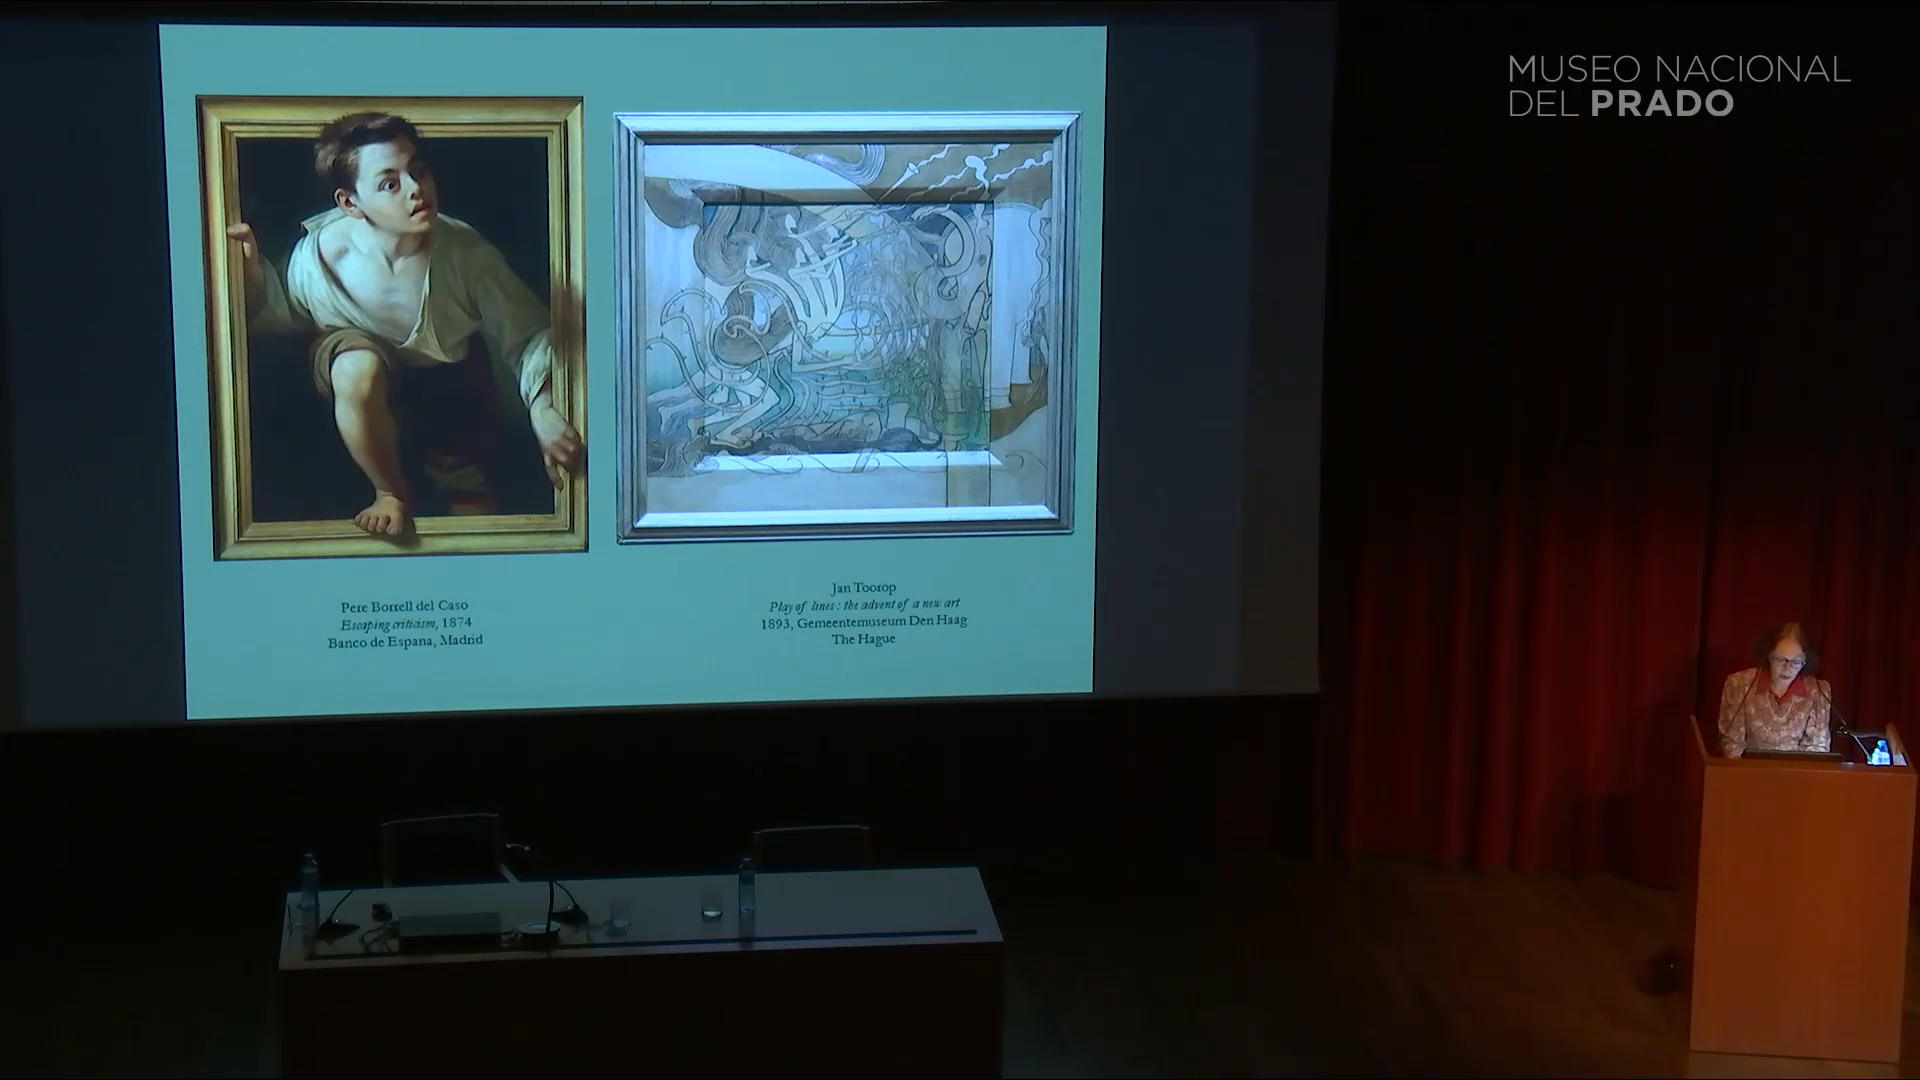 MUSEO NACIONAL
DEL PRADO
Pere Borrell del Caso
Escaping criticism, 1874
Banco de Espana, Madrid
Jan Toorop
Play of lines : the advent of a new art
1893, Gemeentemuseum Den Haag
The Hague